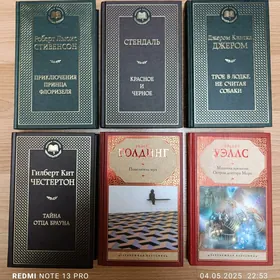 Роберт Льюис
СТИВЕНСОН
ПРИКЛЮЧЕНИЯ
ПРИНЦА
ФЛОРИЗЕЛЯ
СТЕНДАЛЬ
КРАСНОЕ
И
ЧЕРНОЕ
Джером Клапка
ДЖЕРОМ
ТРОЕ В ЛОДКЕ,
НЕ СЧИТАЯ
СОБАКИ
Гилберт Кит
ЧЕСТЕРТОН
ТАЙНА
ОТЦА БРАУНА
ГОЛДИНГ
УЭЛЛС
REDMI NOTE 13 PRO
04.05.2025 22:53